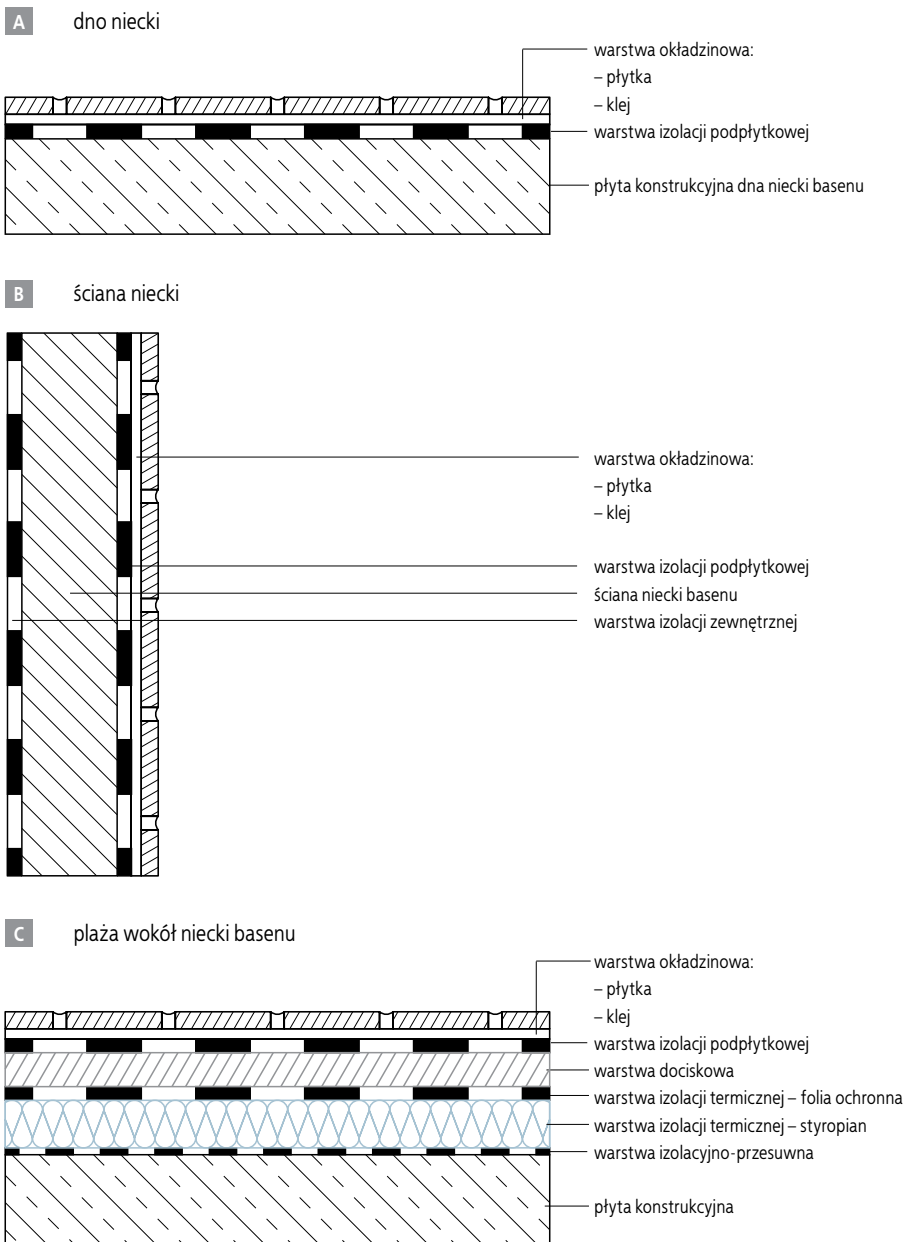 A dno niecki
warstwa okładzinowa:
– płytka
– klej
warstwa izolacji podpłytkowej
płyta konstrukcyjna dna niecki basenu
B ściana niecki
warstwa okładzinowa:
– płytka
– klej
warstwa izolacji podpłytkowej
ściana niecki basenu
warstwa izolacji zewnętrznej
C plaża wokół niecki basenu
warstwa okładzinowa:
– płytka
– klej
warstwa izolacji podpłytkowej
warstwa dociskowa
warstwa izolacji termicznej – folia ochronna
warstwa izolacji termicznej – styropian
warstwa izolacyjno-przesuwna
płyta konstrukcyjna